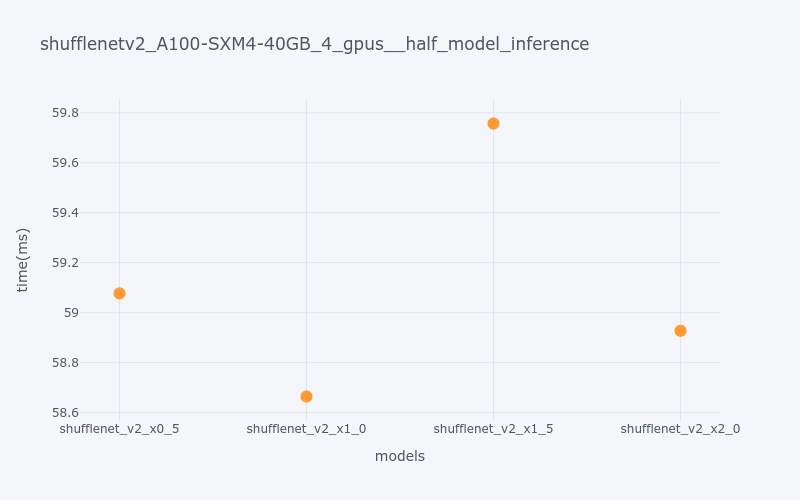 shufflenetv2_A100-SXM4-40GB_4_gpus__half_model_inference
59.8
59.6
59.4
59.2
59
58.8
58.6
time(ms)
shufflenet_v2_x0_5
shufflenet_v2_x1_0
shufflenet_v2_x1_5
shufflenet_v2_x2_0
models